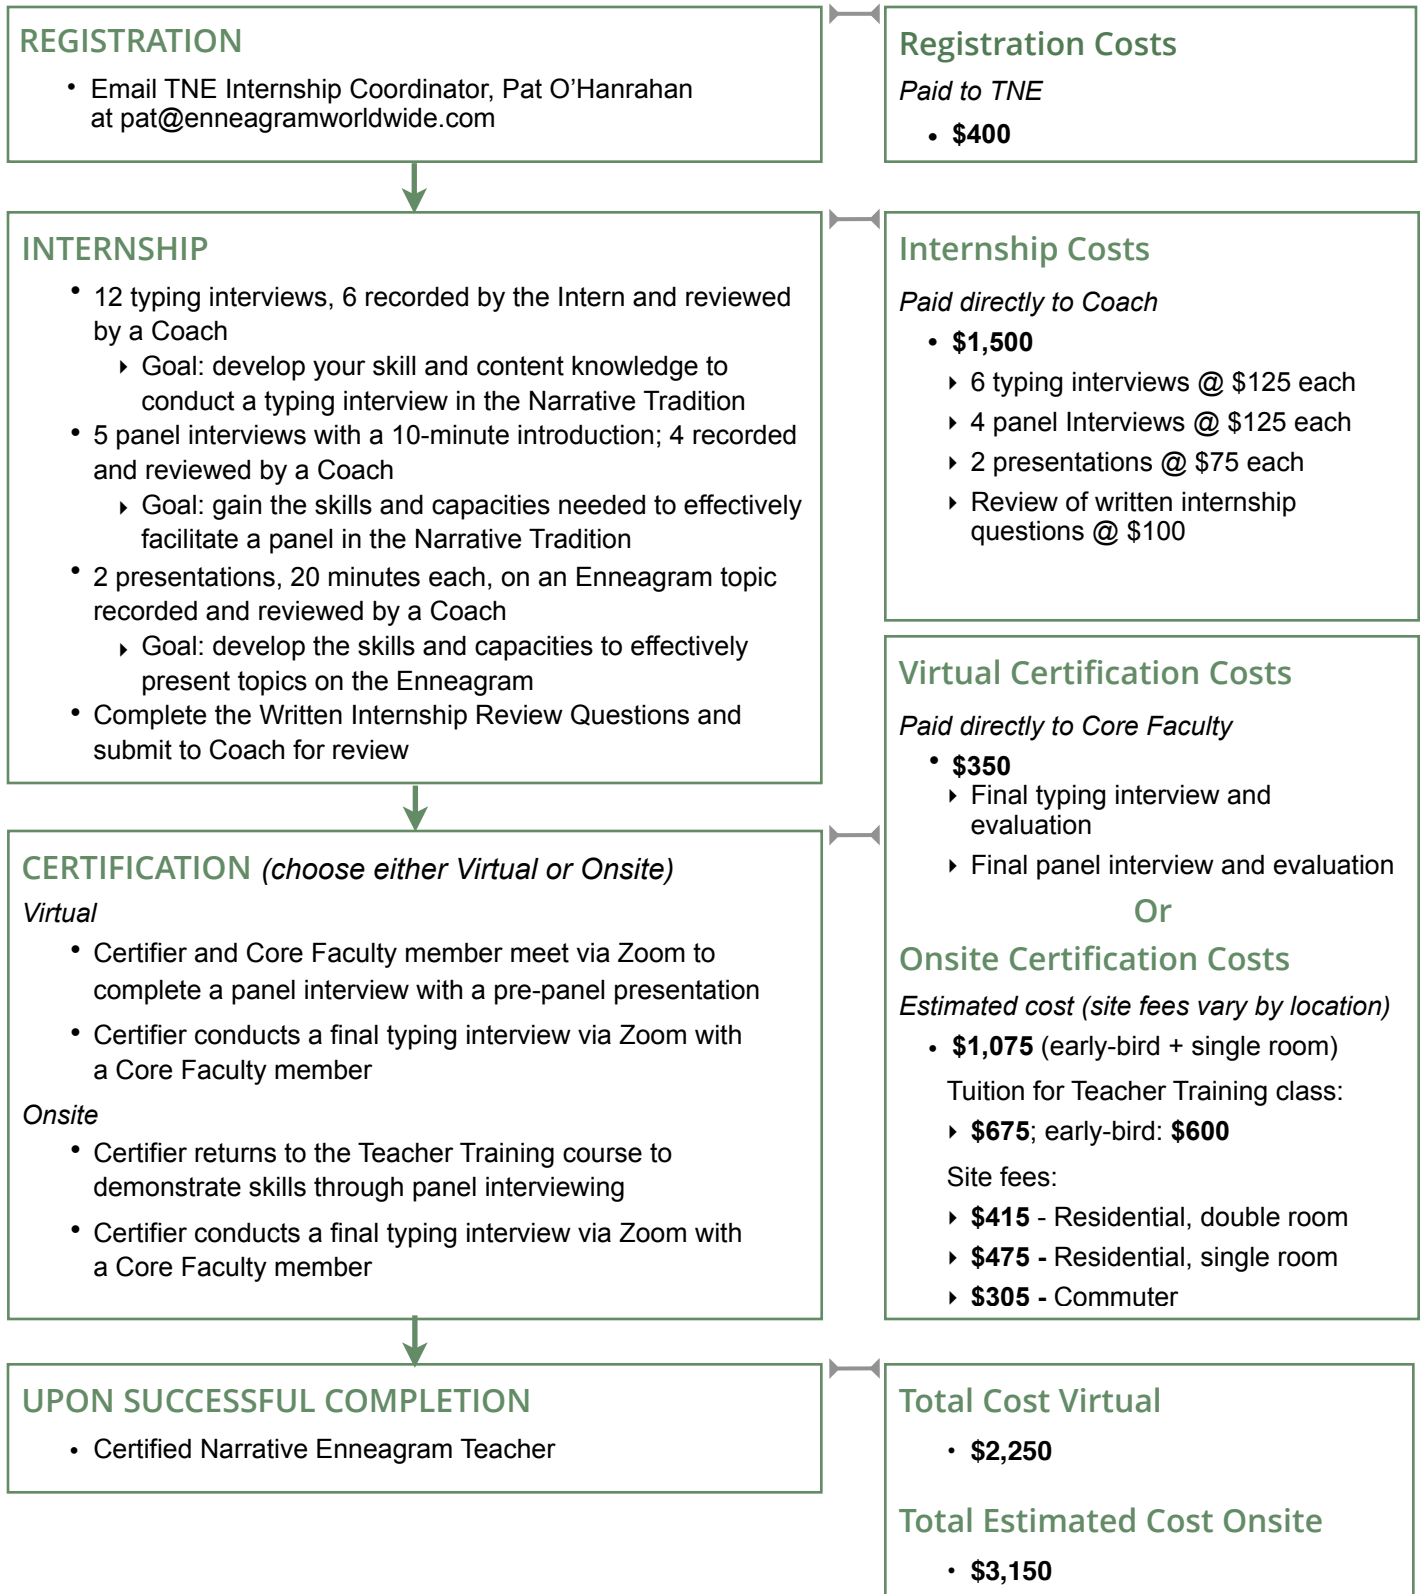 REGISTRATION
• Email TNE Internship Coordinator, Pat O’Hanrahan
at pat@enneagramworldwide.com
Registration Costs
Paid to TNE
• $400
INTERNSHIP
• 12 typing interviews, 6 recorded by the Intern and reviewed
by a Coach
‣ Goal: develop your skill and content knowledge to
conduct a typing interview in the Narrative Tradition
• 5 panel interviews with a 10-minute introduction; 4 recorded
and reviewed by a Coach
‣ Goal: gain the skills and capacities needed to effectively
facilitate a panel in the Narrative Tradition
• 2 presentations, 20 minutes each, on an Enneagram topic
recorded and reviewed by a Coach
‣ Goal: develop the skills and capacities to effectively
present topics on the Enneagram
• Complete the Written Internship Review Questions and
submit to Coach for review
Internship Costs
Paid directly to Coach
• $1,500
‣ 6 typing interviews @ $125 each
‣ 4 panel Interviews @ $125 each
‣ 2 presentations @ $75 each
‣ Review of written internship
questions @ $100
CERTIFICATION (choose either Virtual or Onsite)
Virtual
• Certifier and Core Faculty member meet via Zoom to
complete a panel interview with a pre-panel presentation
• Certifier conducts a final typing interview via Zoom with
a Core Faculty member
Onsite
• Certifier returns to the Teacher Training course to
demonstrate skills through panel interviewing
• Certifier conducts a final typing interview via Zoom with
a Core Faculty member
Virtual Certification Costs
Paid directly to Core Faculty
• $350
‣ Final typing interview and
evaluation
‣ Final panel interview and evaluation
Or
Onsite Certification Costs
Estimated cost (site fees vary by location)
• $1,075 (early-bird + single room)
Tuition for Teacher Training class:
‣ $675; early-bird: $600
Site fees:
‣ $415 - Residential, double room
‣ $475 - Residential, single room
‣ $305 - Commuter
UPON SUCCESSFUL COMPLETION
• Certified Narrative Enneagram Teacher
Total Cost Virtual
• $2,250
Total Estimated Cost Onsite
• $3,150